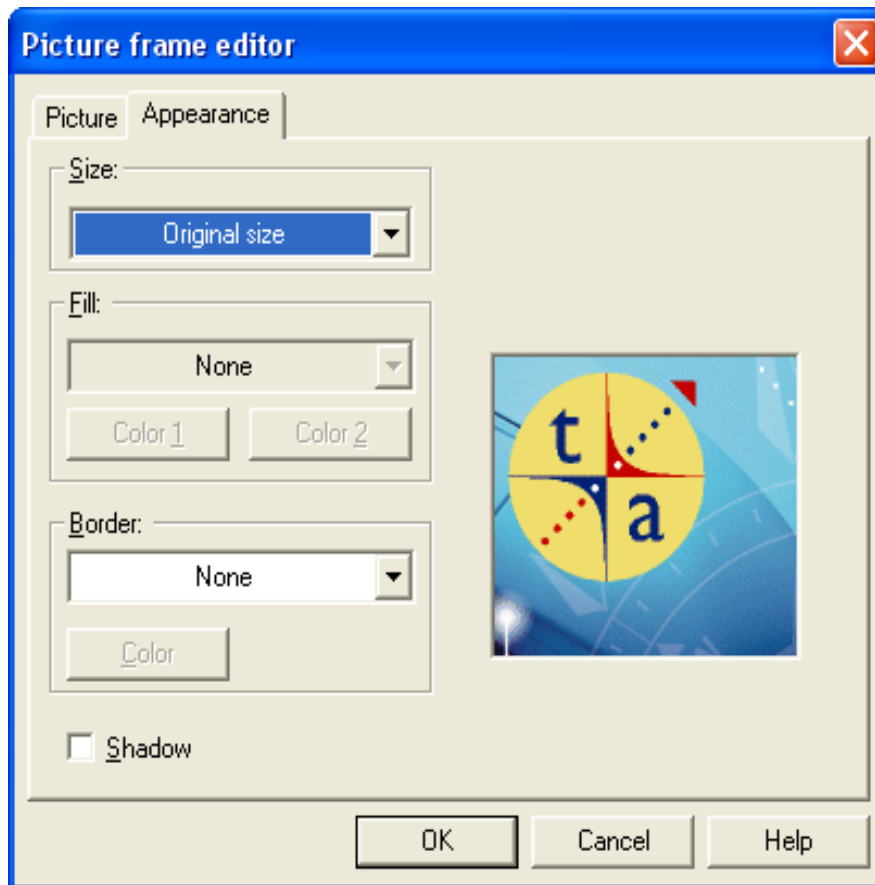 Picture frame editor
Picture Appearance
Size:
Original size
Fill:
None
Color 1 Color 2
Border:
None
Color
Shadow
t
a
OK Cancel Help